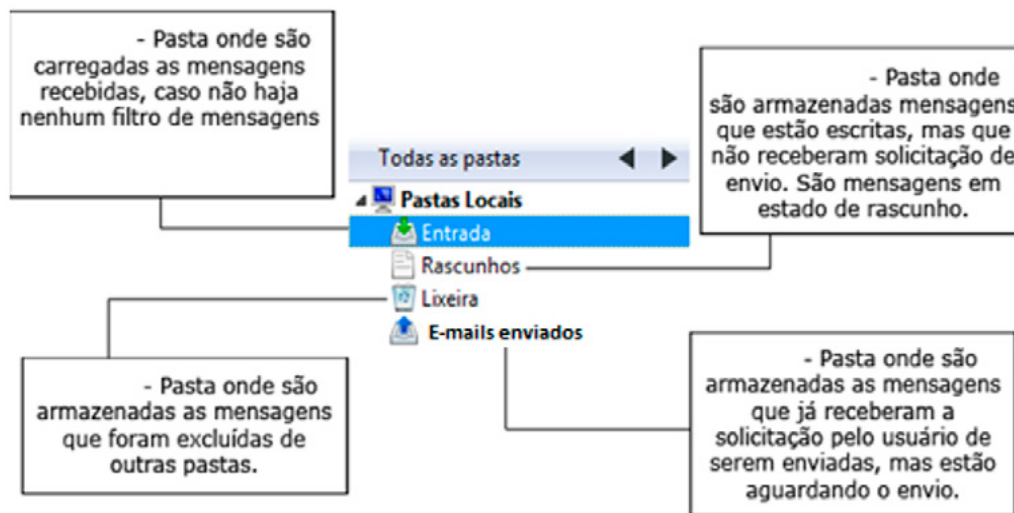 - Pasta onde são
carregadas as mensagens
recebidas, caso não haja
nenhum filtro de mensagens
- Pasta onde
são armazenadas mensagens
que estão escritas, mas que
não receberam solicitação de
envio. São mensagens em
estado de rascunho.
Todas as pastas
Pastas Locais
Entrada
Rascunhos
Lixeira
E-mails enviados
- Pasta onde são
armazenadas as mensagens
que foram excluídas de
outras pastas.
- Pasta onde são
armazenadas as mensagens
que já receberam a
solicitação pelo usuário de
serem enviadas, mas estão
aguardando o envio.